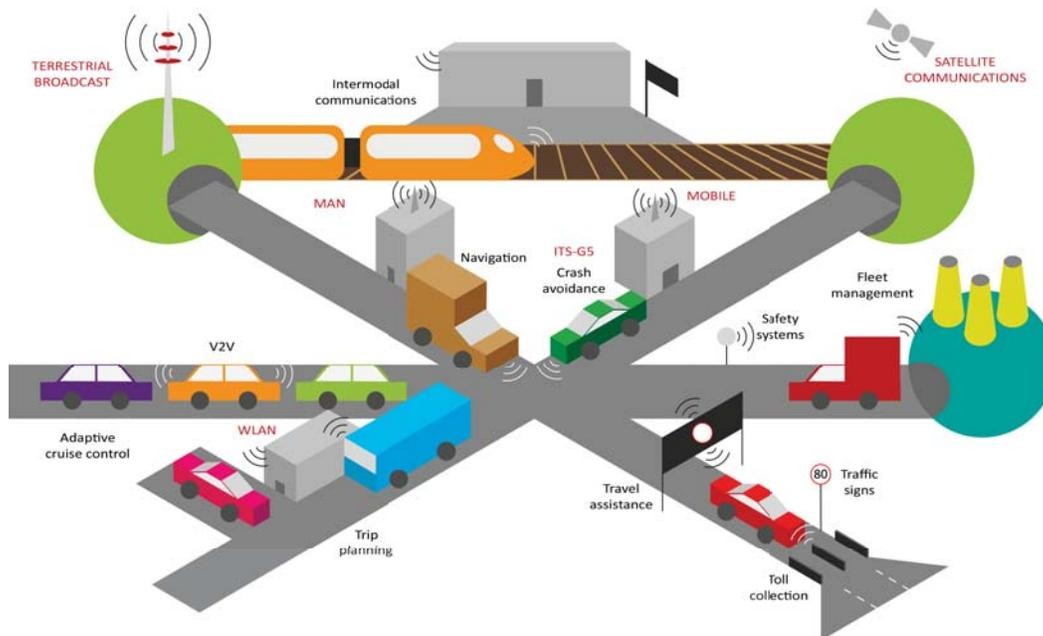 TERRESTRIAL
BROADCAST
Intermodal
communications
SATELLITE
COMMUNICATIONS
MAN
MOBILE
Navigation
ITS-G5
Crash
avoidance
Fleet
management
Safety
systems
V2V
Adaptive
cruise control
WLAN
Trip
planning
Travel
assistance
80
Traffic
signs
Toll
collection